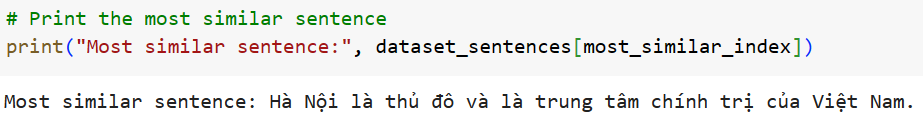 # Print the most similar sentence
print("Most similar sentence:", dataset_sentences[most_similar_index])
Most similar sentence: Hà Nội là thủ đô và là trung tâm chính trị của Việt Nam.